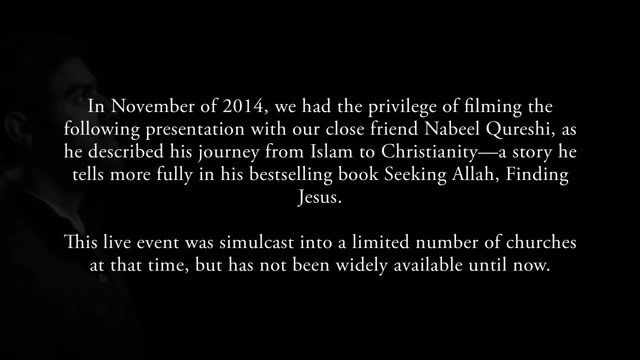 In November of 2014, we had the privilege of filming the
following presentation with our close friend Nabeel Qureshi, as
he described his journey from Islam to Christianity—a story he
tells more fully in his bestselling book Seeking Allah, Finding
Jesus.
This live event was simulcast into a limited number of churches
at that time, but has not been widely available until now.